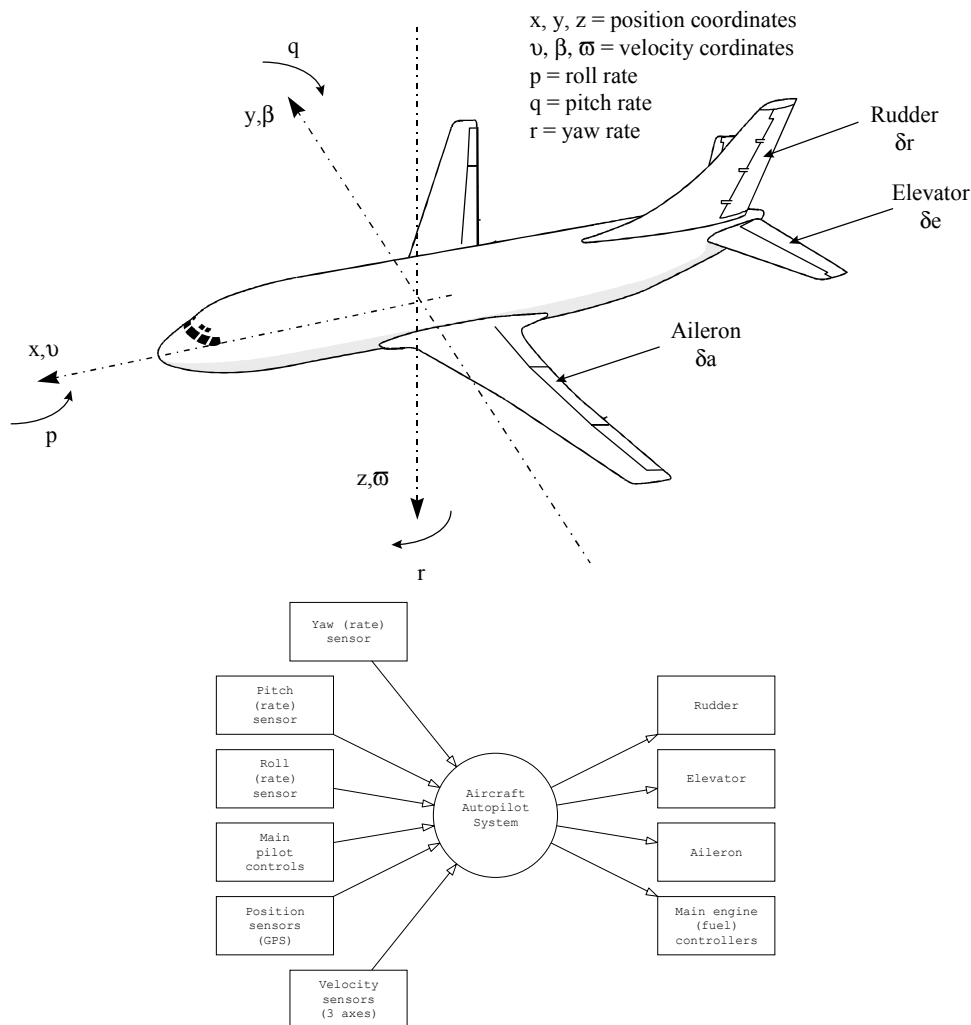 x, y, z = position coordinates
υ, β, ϖ = velocity cordinates
p = roll rate
q = pitch rate
r = yaw rate
q
y,β
Rudder
δr
Elevator
δe
Aileron
δa
x,υ
p
z,ϖ
r
Yaw (rate)
sensor
Pitch
(rate)
sensor
Roll
(rate)
sensor
Main
pilot
controls
Position
sensors
(GPS)
Velocity
sensors
(3 axes)
Aircraft
Autopilot
System
Rudder
Elevator
Aileron
Main engine
(fuel)
controllers